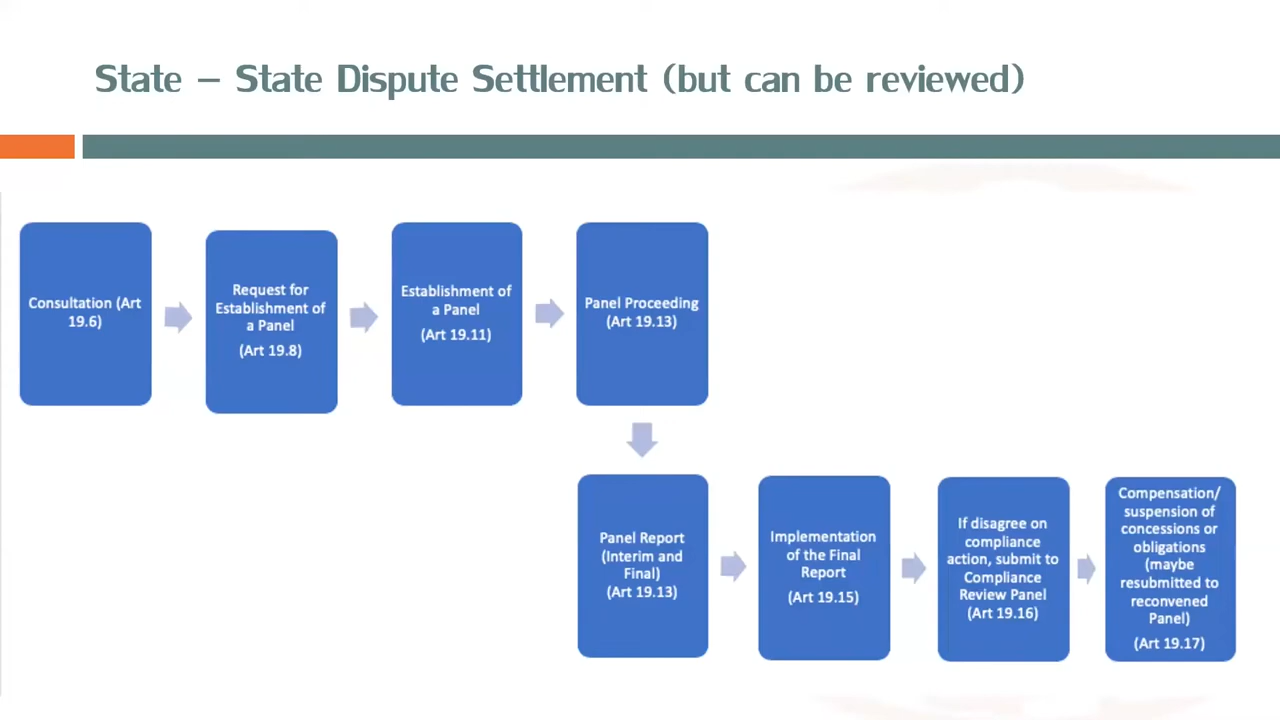 State – State Dispute Settlement (but can be reviewed)
Consultation (Art
19.6)
Request for
Establishment of
a Panel
(Art 19.8)
Establishment of
a Panel
(Art 19.11)
Panel Proceeding
(Art 19.13)
Panel Report
(Interim and
Final)
(Art 19.13)
Implementation
of the Final
Report
(Art 19.15)
If disagree on
compliance
action, submit to
Compliance
Review Panel
(Art 19.16)
Compensation/
suspension of
concessions or
obligations
(maybe
resubmitted to
reconvened
Panel)
(Art 19.17)